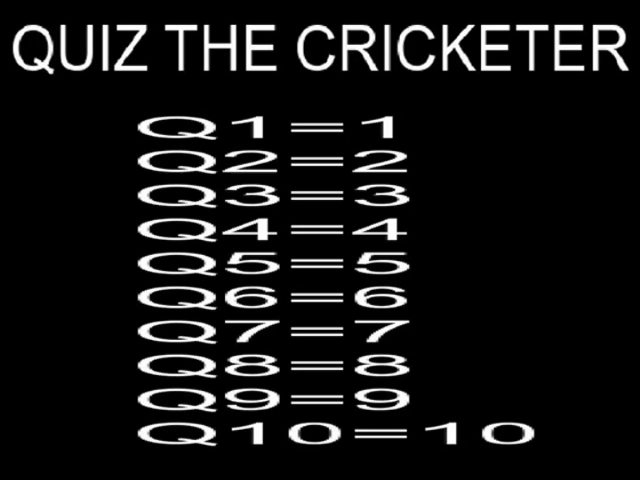 QUIZ THE CRICKETER
Q1=1
Q2=2
Q3=3
Q4=4
Q5=5
Q6=6
Q7=7
Q8=8
Q9=9
Q10=10